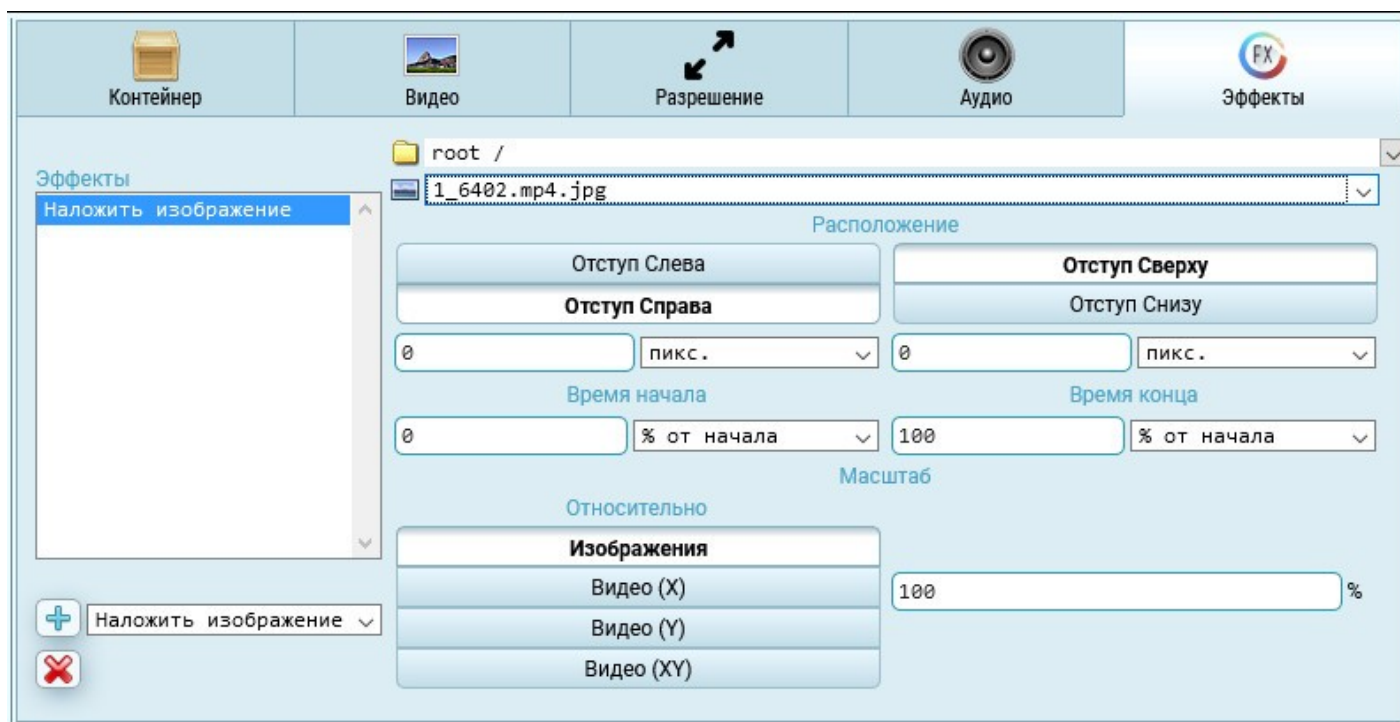 Контейнер
Видео
Разрешение
Аудио
FX
Эффекты
Эффекты
Наложить изображение
Наложить изображение
root /
1_6402.mp4.jpg
Расположение
Отступ Слева
Отступ Сверху
Отступ Справа
Отступ Снизу
0 пикс. 0 пикс.
Время начала
Время конца
0 % от начала 100 % от начала
Масштаб
Относительно
Изображения
Видео (X)
Видео (Y)
Видео (XY)
100 %